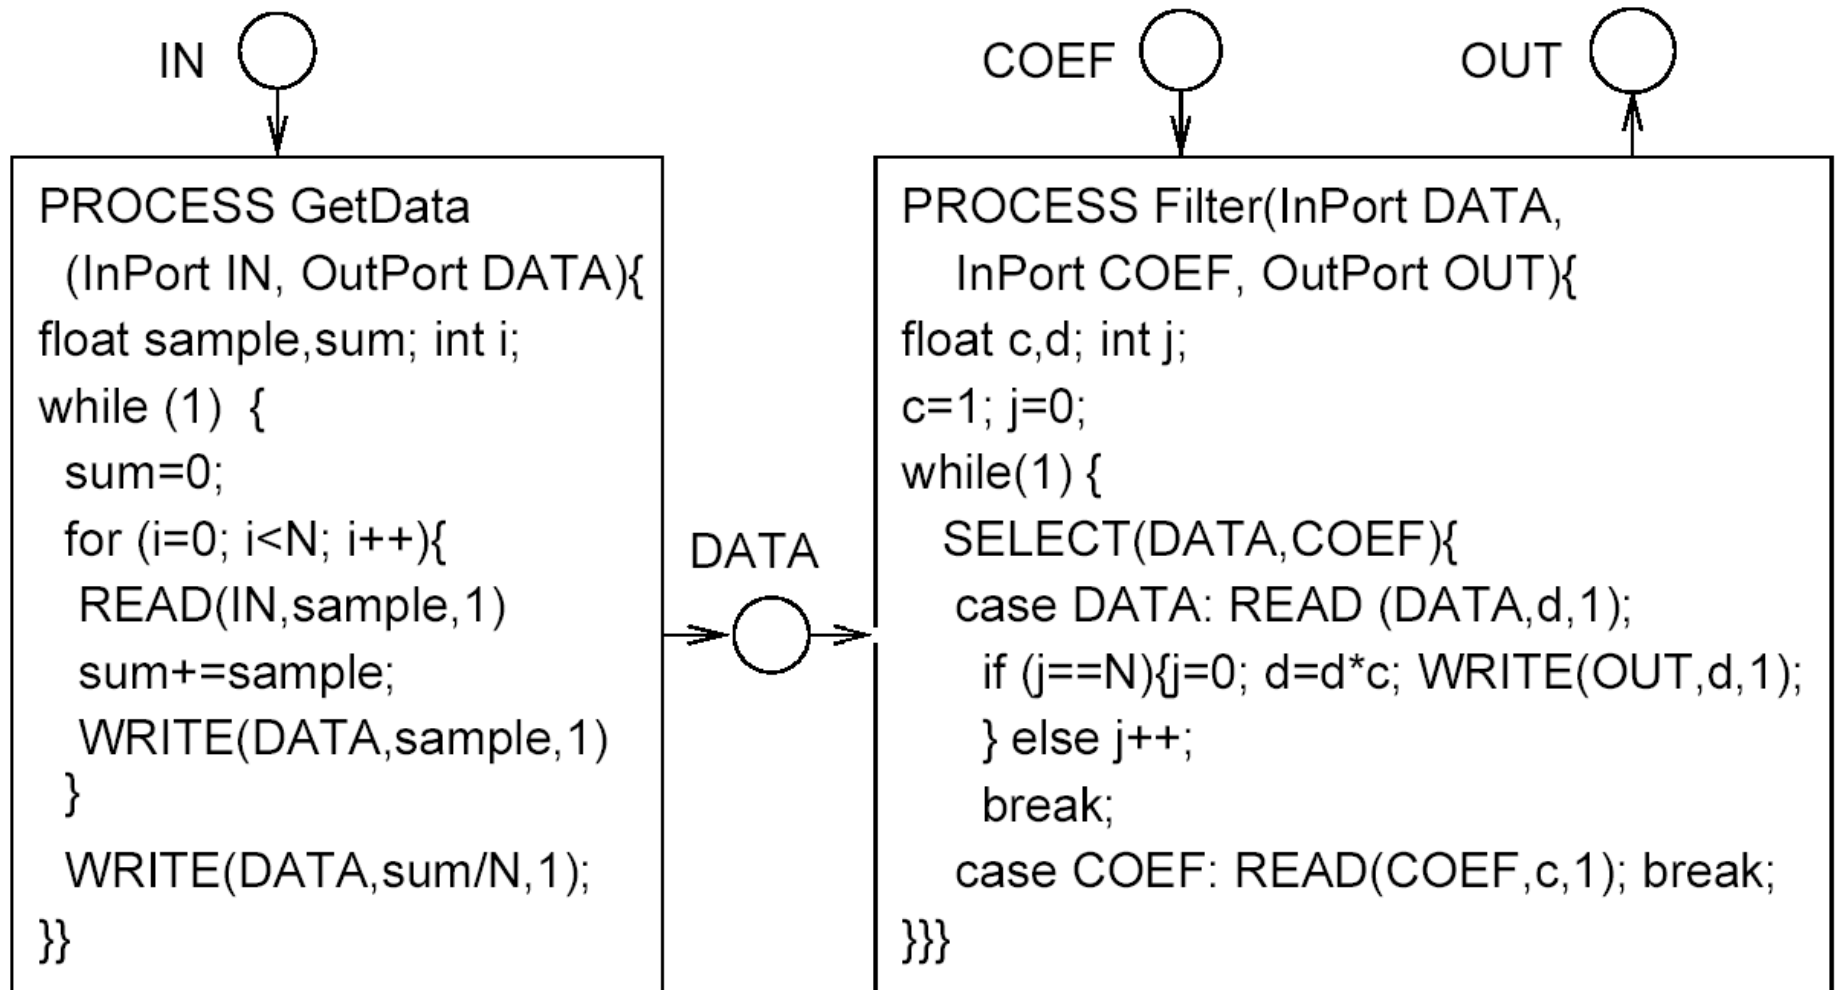 IN
COEF
OUT
PROCESS GetData
(InPort IN, OutPort DATA){
float sample,sum; int i;
while (1) {
sum=0;
for (i=0; i<N; i++){
READ(IN,sample,1)
sum+=sample;
WRITE(DATA,sample,1)
}
WRITE(DATA,sum/N,1);
}}
DATA
PROCESS Filter(InPort DATA,
InPort COEF, OutPort OUT){
float c,d; int j;
c=1; j=0;
while(1) {
SELECT(DATA,COEF){
case DATA: READ (DATA,d,1);
if (j==N){j=0; d=d*c; WRITE(OUT,d,1);
} else j++;
break;
case COEF: READ(COEF,c,1); break;
}}}